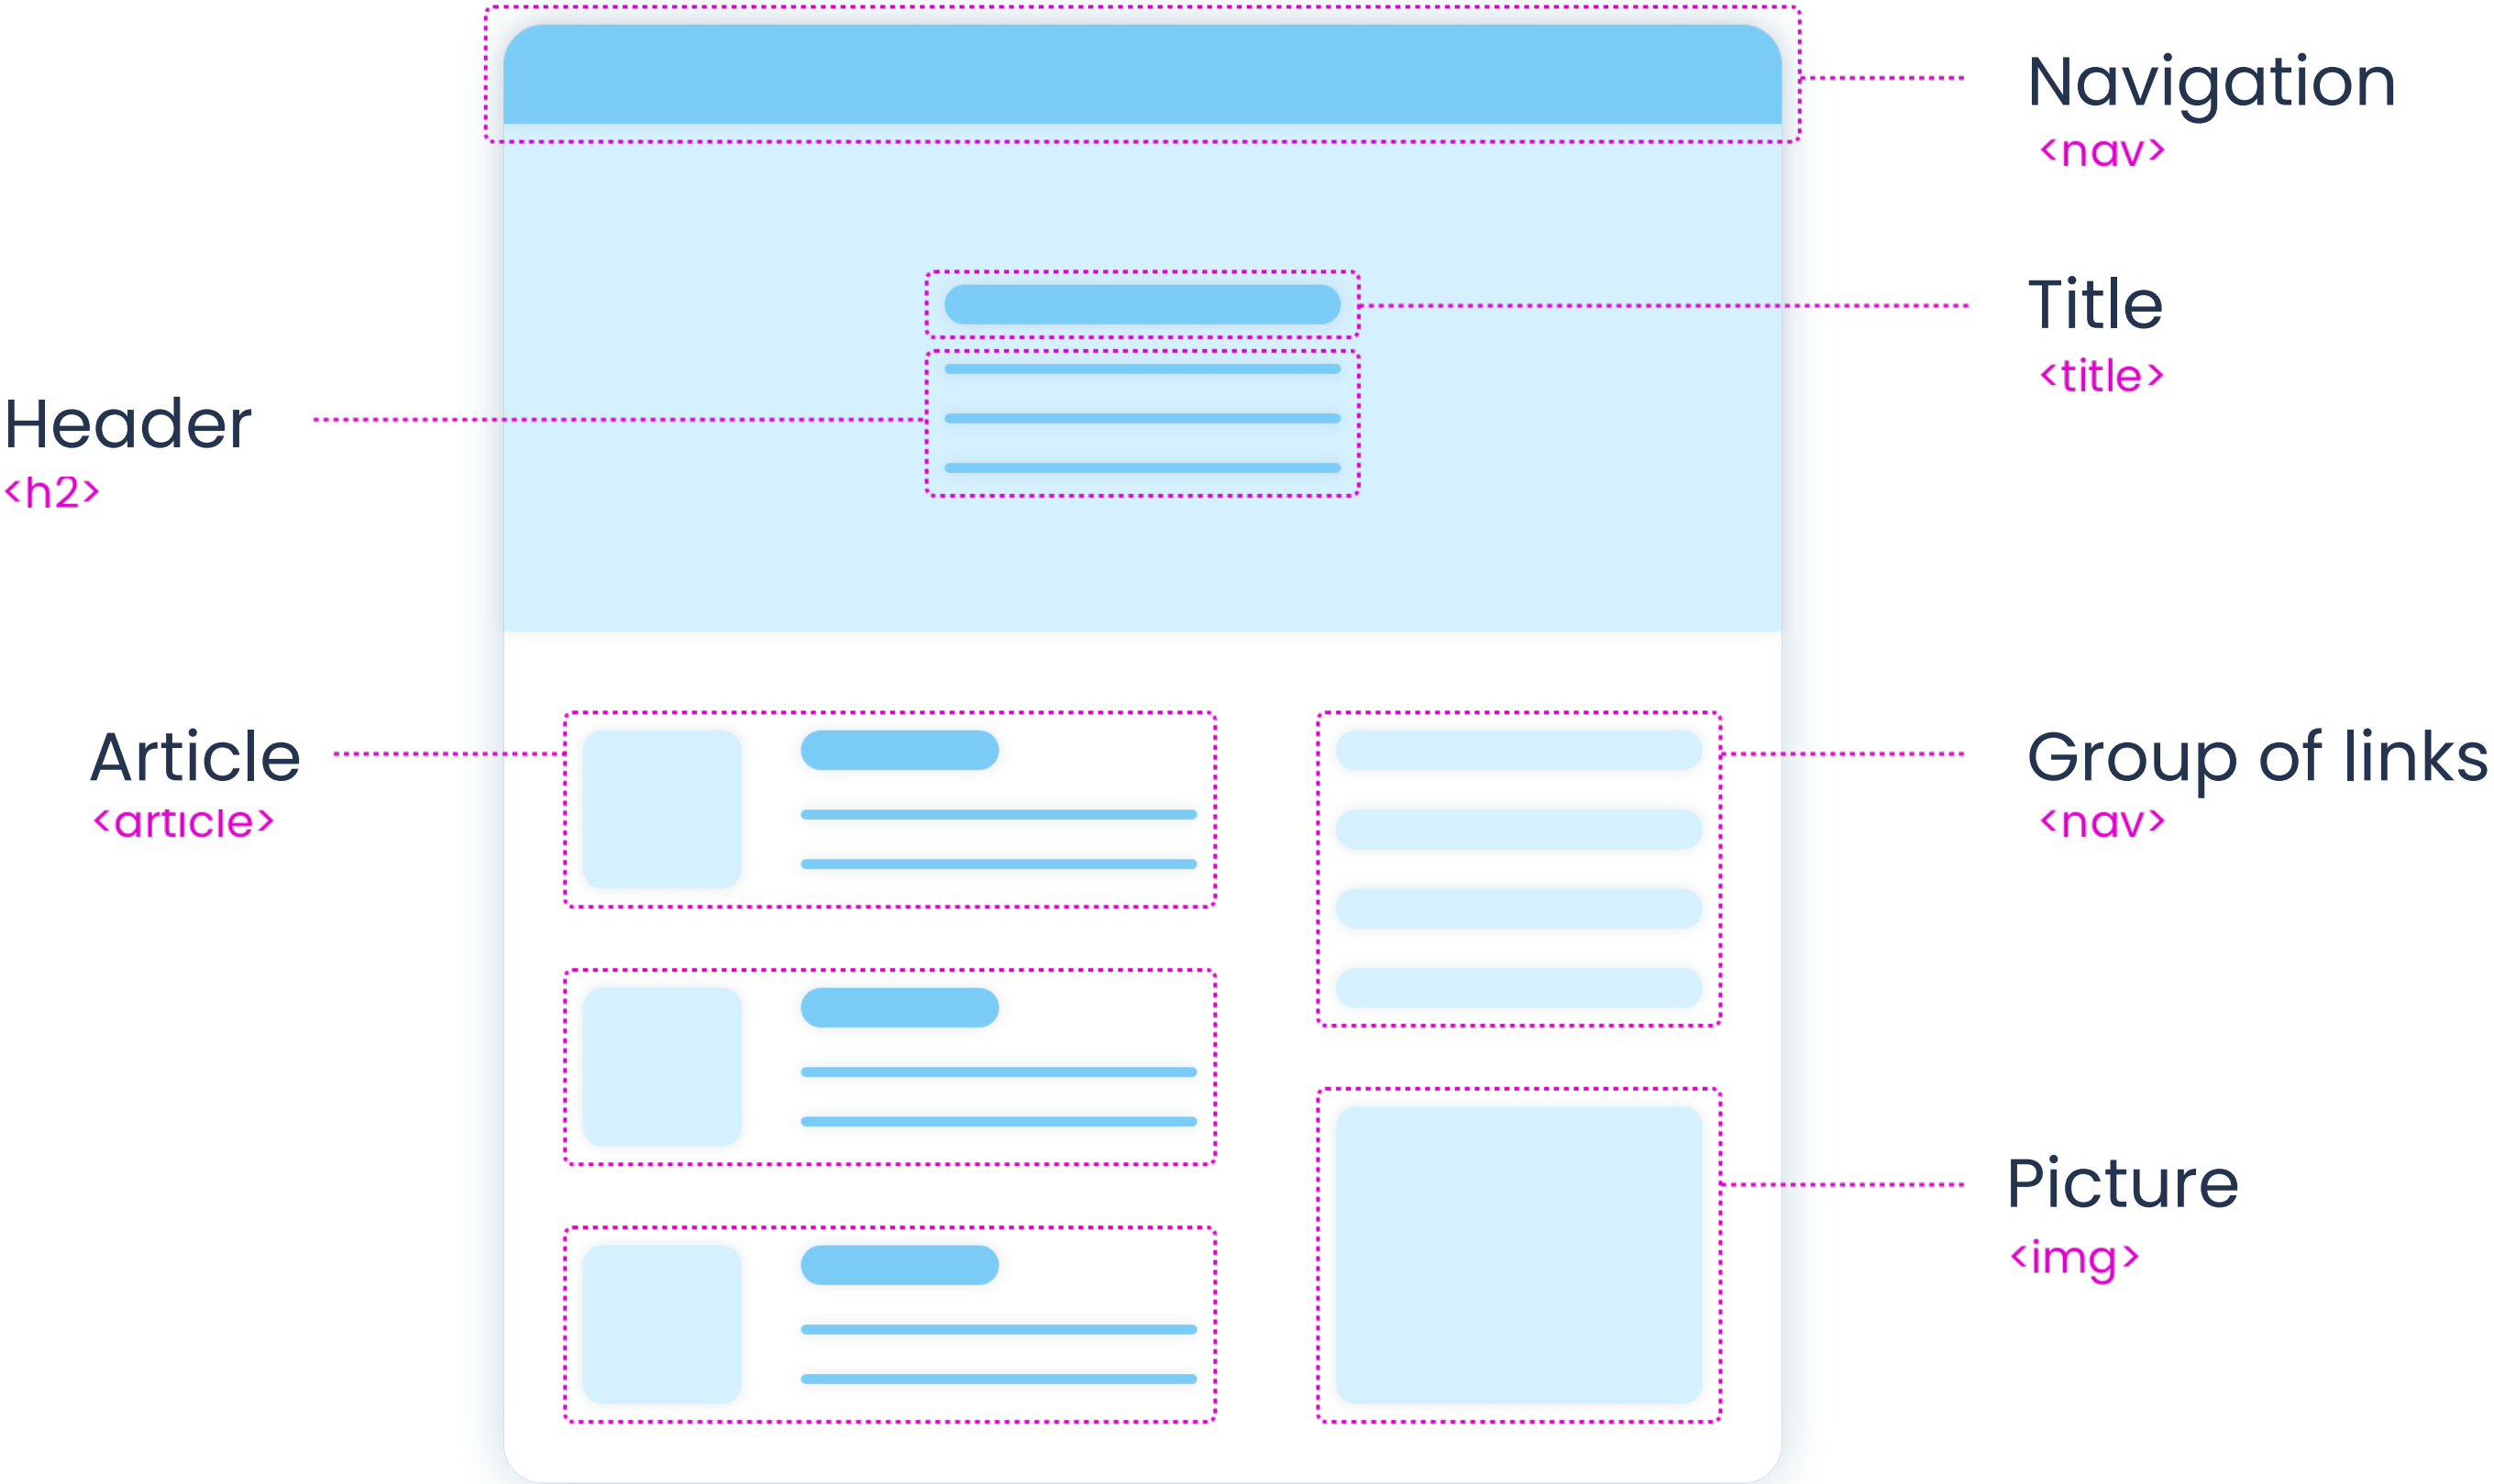 Navigation
<nav>
Title
<title>
Header
<h2>
Article
<article>
Group of links
<nav>
Picture
<img>